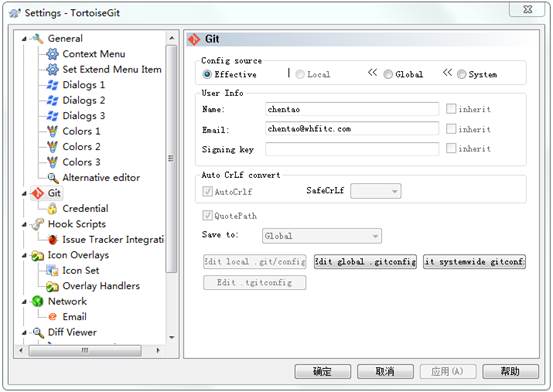 Settings - TortoiseGit
General
Context Menu
Set Extend Menu Item
Dialogs 1
Dialogs 2
Dialogs 3
Colors 1
Colors 2
Colors 3
Alternative editor
Git
Credential
Hook Scripts
Issue Tracker Integrati
Icon Overlays
Icon Set
Overlay Handlers
Network
Email
Diff Viewer
Git
Config source
Effective | Local << Global << System
User Info
Name: chentao inherit
Email: chentao@whfitc.com inherit
Signing key inherit
Auto CrLf convert
AutoCrlf SafeCrLf
QuotePath
Save to: Global
Edit local .git/config Edit global .gitconfig it systemwide gitconf
Edit .tgitconfig
确定 取消 应用(A) 帮助